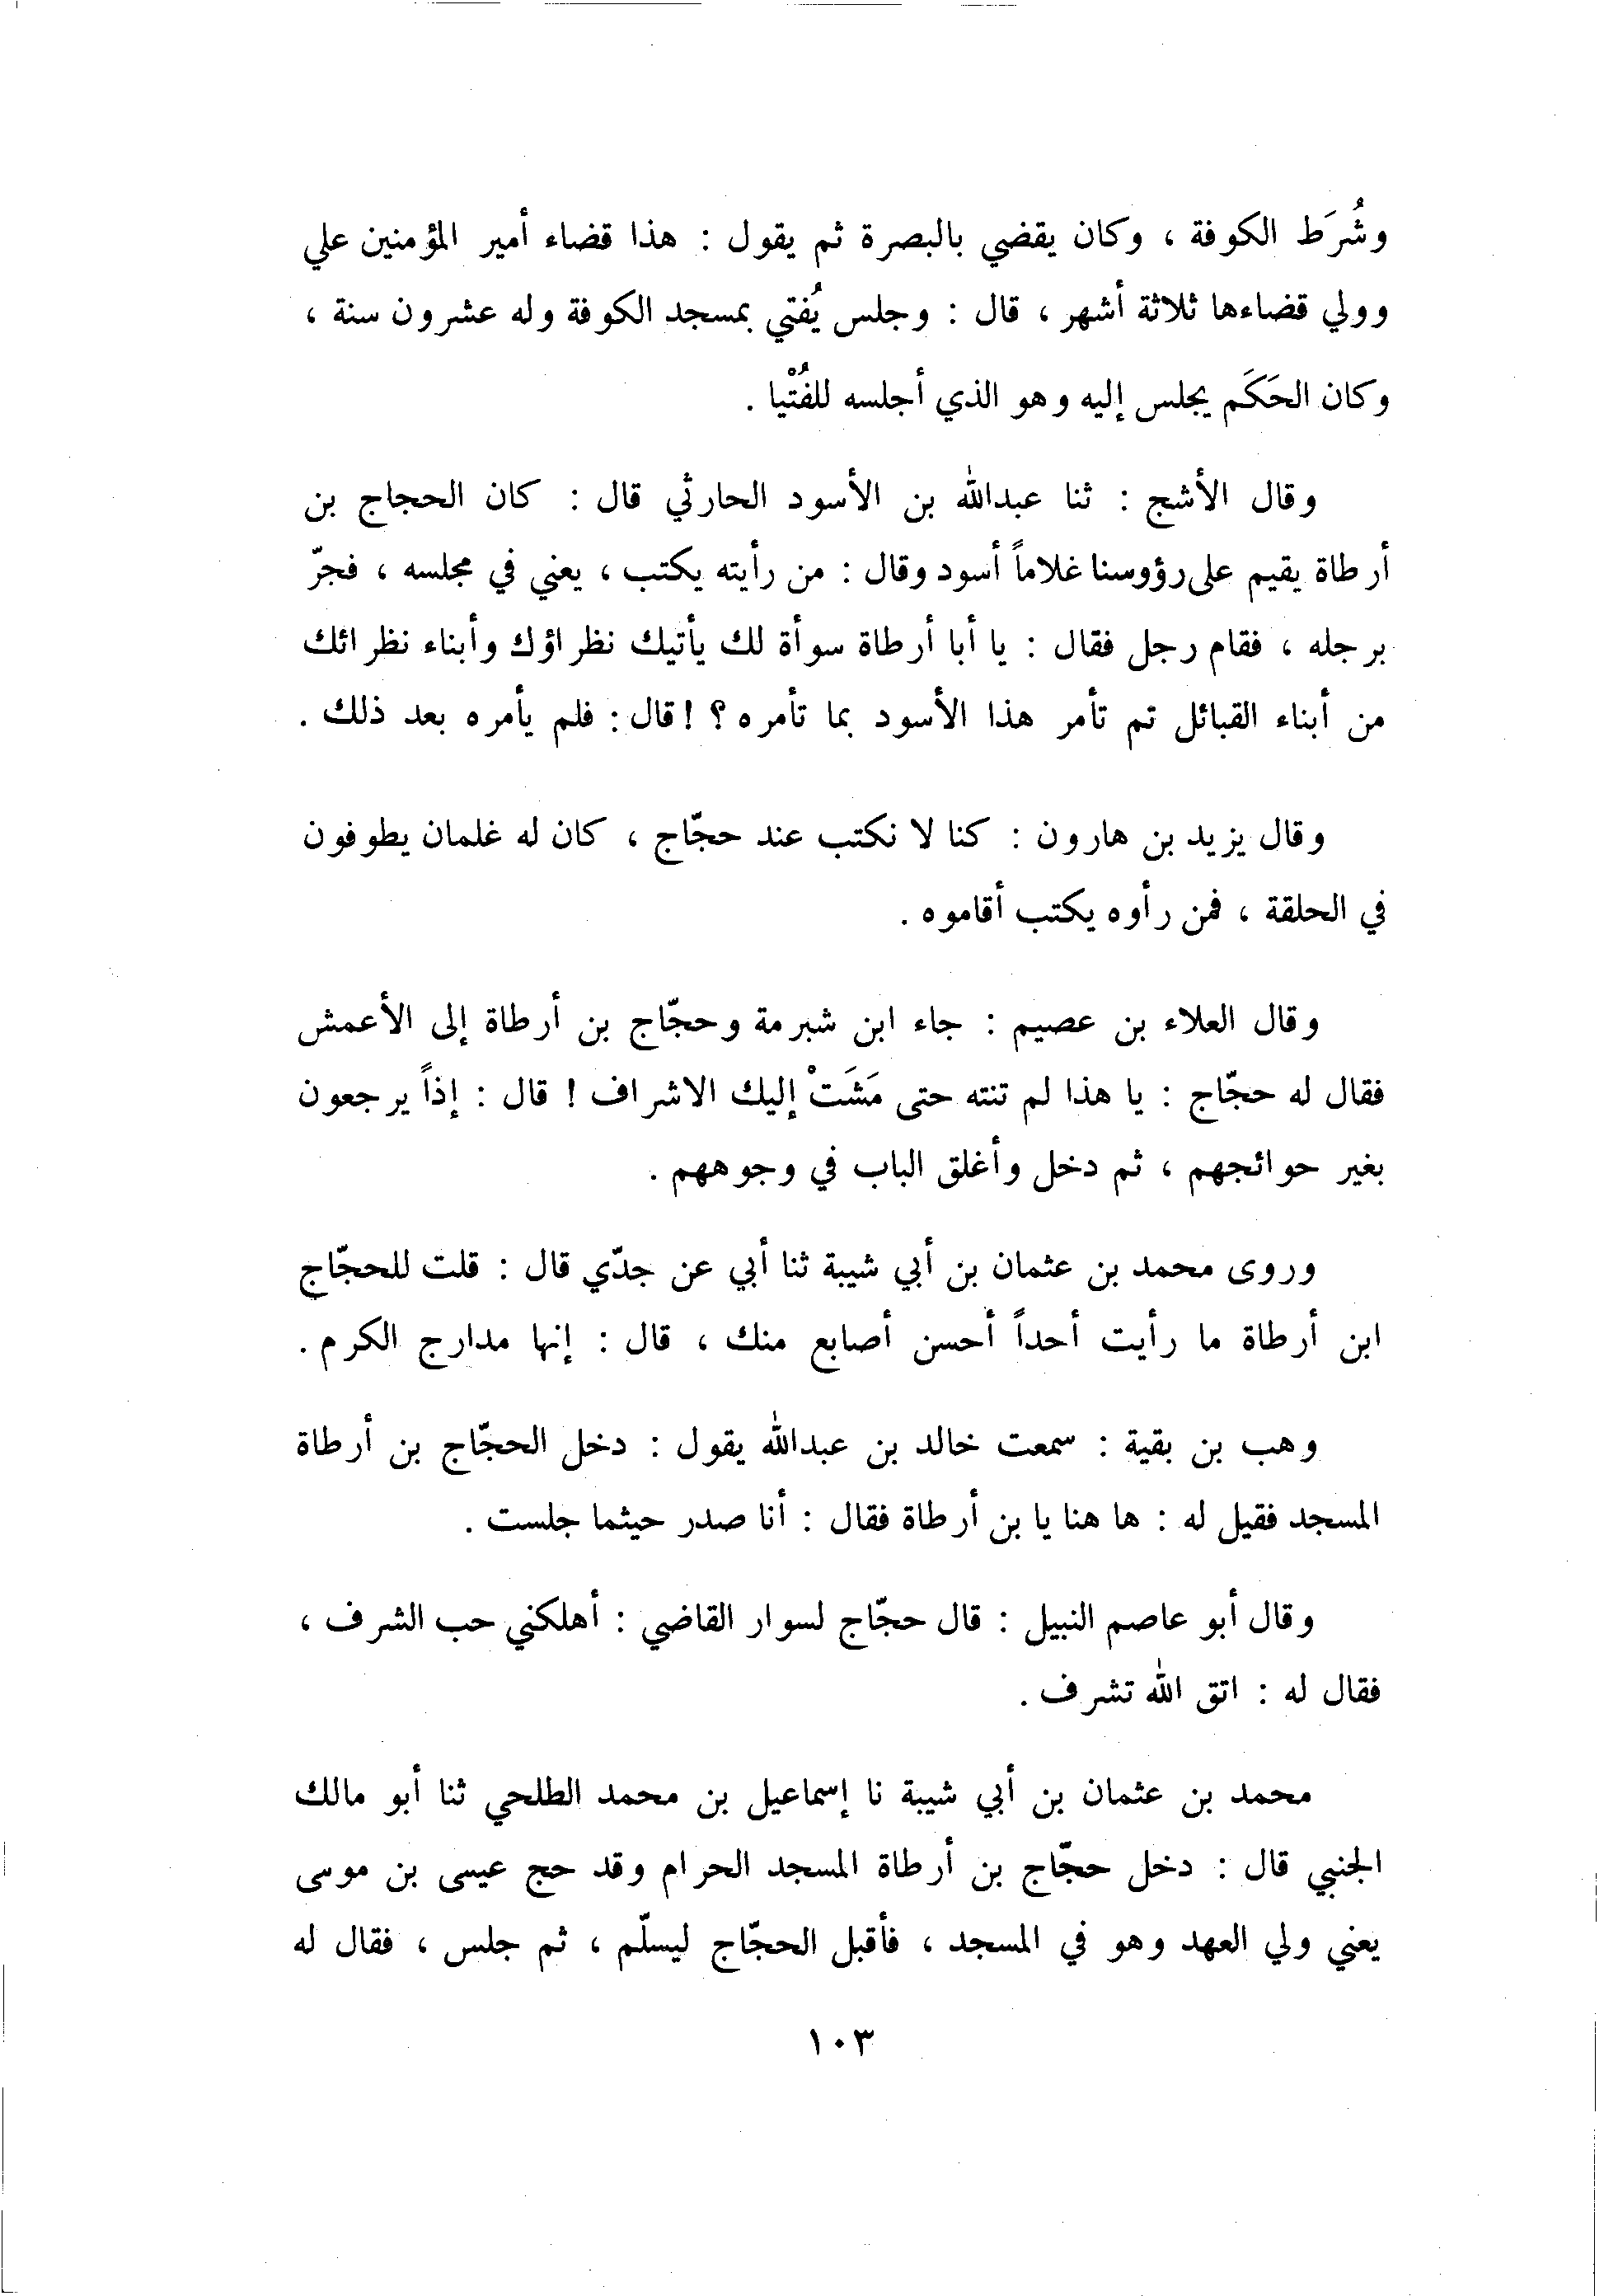 وشُرَط الكوفة ، وكان يقضي بالبصرة ثم يقول : هذا قضاء أمير المؤمنين علي
وولي قضاءها ثلاثة أشهر ، قال : وجلس يُفتي بمسجد الكوفة وله عشرون سنة ،
وكان الحَكَم يجلس إليه وهو الذي أجلسه للفُتْيا .
وقال الأشج : ثنا عبدالله بن الأسود الحارثي قال : كان الحجاج بن
أرطاة يقيم على رؤوسنا غلاماً أسود وقال : من رأيته يكتب ، يعني في مجلسه ، فجرّ
برجله ، فقام رجل فقال : يا أبا أرطاة سوأة لك يأتيك نظراؤك وأبناء نظرائك
من أبناء القبائل تم تأمر هذا الأسود بما تأمره ؟ ! قال : فلم يأمره بعد ذلك .
وقال يزيد بن هارون : كنا لا نكتب عند حجّاج ، كان له غلمان يطوفون
في الحلقة ، فمن رأوه يكتب أقاموه .
وقال العلاء بن عصيم : جاء ابن شبرمة وحجّاج بن أرطاة إلى الأعمش
فقال له حجّاج : يا هذا لم تنته حتى مَشَتْ إليك الاشراف ! قال : إذاً يرجعون
بغير حوائجهم ، ثم دخل وأغلق الباب في وجوههم .
وروى محمد بن عثمان بن أبي شيبة ثنا أبي عن جدّي قال : قلت للحجّاج
ابن أرطاة ما رأيت أحداً أحسن أصابع منك ، قال : إنها مدارج الكرم .
وهب بن بقية : سمعت خالد بن عبدالله يقول : دخل الحجّاج بن أرطاة
المسجد فقيل له : ها هنا يا بن أرطاة فقال : أنا صدر حيثما جلست .
وقال أبو عاصم النبيل : قال حجّاج لسوار القاضي : أهلكني حب الشرف ،
فقال له : اتق الله تشرف .
محمد بن عثمان بن أبي شيبة نا إسماعيل بن محمد الطلحي ثنا أبو مالك
الجنبي قال : دخل حجّاج بن أرطاة المسجد الحرام وقد حج عيسى بن موسى
يعني ولي العهد وهو في المسجد ، فأقبل الحجّاج ليسلّم ، ثم جلس ، فقال له
١٠٣